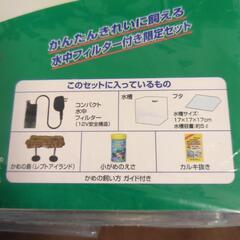 かんたんきれいに飼える
水中フィルター付き限定セット
このセットに入っているもの
コンパクト
水中
フィルター
(12V安全構造)
水槽
フタ
水槽サイズ:
17×17×17cm
水槽容量 約5ℓ
かめの島(レプトアイランド)
小がめのえさ
カルキ抜き
かめの飼い方 ガイド付き